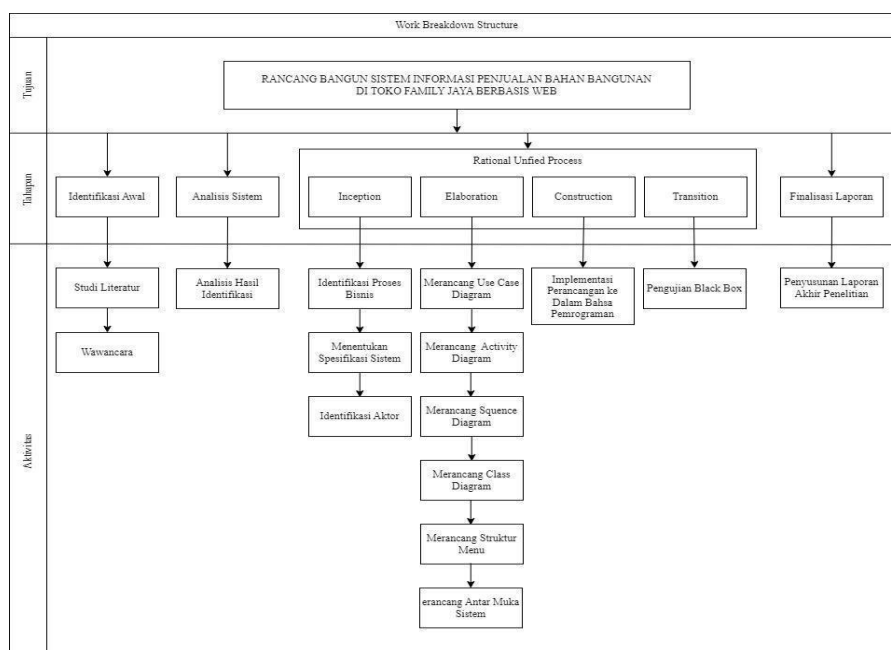 Work Breakdown Structure
Tujuan
RANCANG BANGUN SISTEM INFORMASI PENJUALAN BAHAN BANGUNAN
DI TOKO FAMILY JAYA BERBASIS WEB
Tahapan
Rational Unfied Process
Identifikasi Awal
Analisis Sistem
Inception
Elaboration
Construction
Transition
Finalisasi Laporan
Aktivitas
Studi Literatur
Wawancara
Analisis Hasil
Identifikasi
Identifikasi Proses
Bisnis
Menentukan
Spesifikasi Sistem
Identifikasi Aktor
Merancang Use Case
Diagram
Merancang Activity
Diagram
Merancang Squence
Diagram
Merancang Class
Diagram
Merancang Struktur
Menu
erancang Antar Muka
Sistem
Implementasi
Perancangan ke
Dalam Bahsa
Pemrograman
Pengujian Black Box
Penyusunan Laporan
Akhir Penelitian